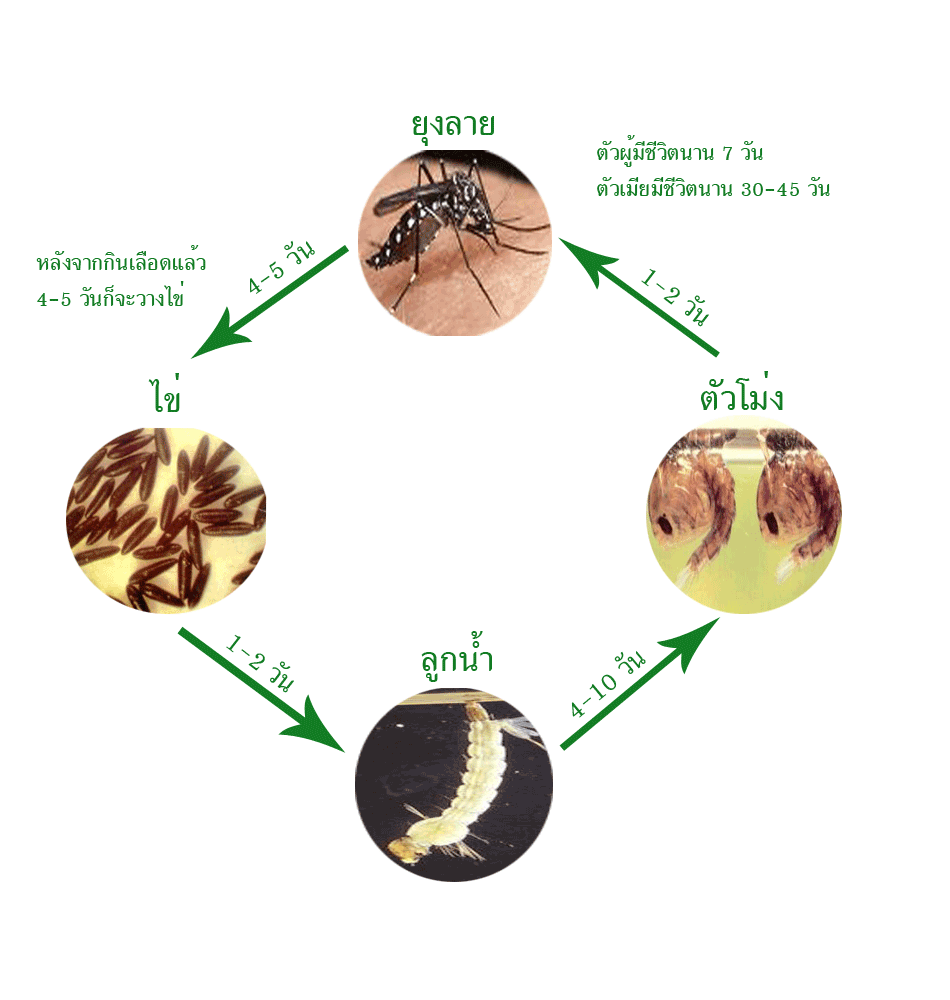 ยุงลาย
ตัวผู้มีชีวิตนาน 7 วัน
ตัวเมียมีชีวิตนาน 30-45 วัน
หลังจากกินเลือดแล้ว
4-5 วันก็จะวางไข่
4-5 วัน
1-2 วัน
ไข่
ตัวโม่ง
1-2 วัน
ลูกน้ำ
4-10 วัน